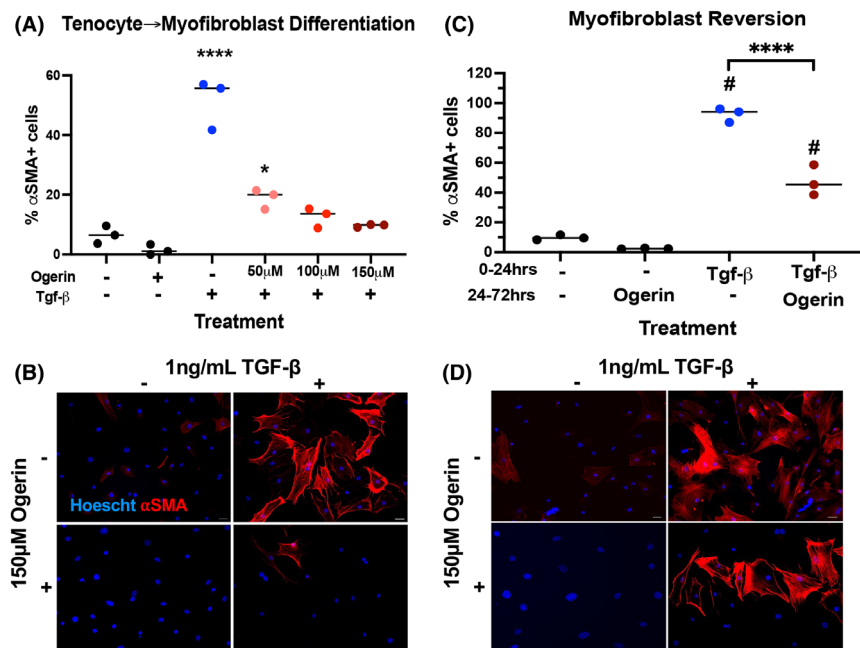 (A) Tenocyte→Myofibroblast Differentiation
% αSMA+ cells
60
40
20
0
****
*
Ogerin - + - 50μM 100μM 150μM
Tgf-β - - + + + +
Treatment
(B)
1ng/mL TGF-β
- +
150μM Ogerin
-
+
Hoescht αSMA
(C) Myofibroblast Reversion
% αSMA+ cells
120
100
80
60
40
20
0
****
#
#
0-24hrs - - Tgf-β Tgf-β
24-72hrs - Ogerin - Ogerin
Treatment
(D)
1ng/mL TGF-β
- +
150μM Ogerin
-
+